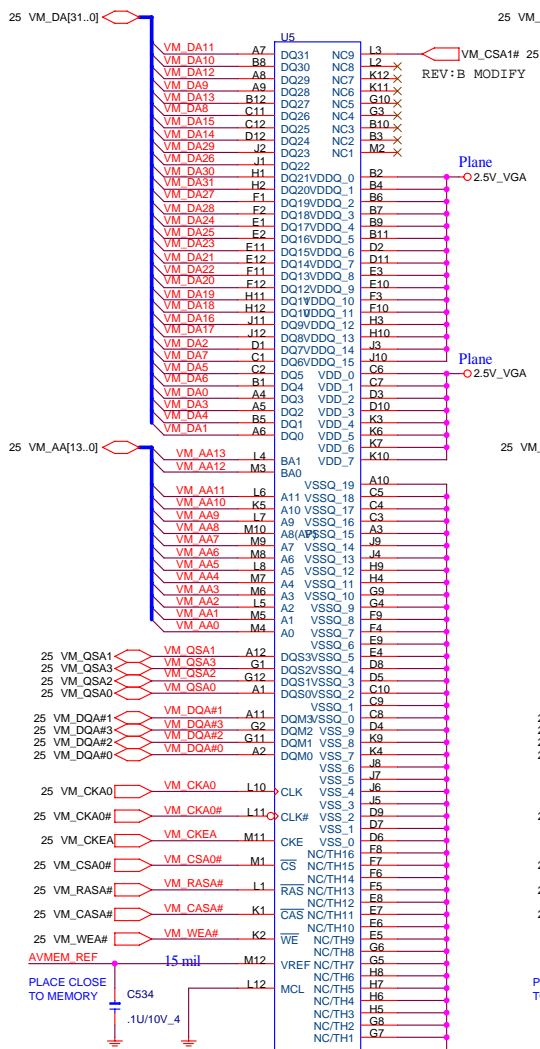 25 VM_DA[31..0]
U5
25 VM_
VM_DA11 A7 DQ31 NC9 L3 VM_CSA1# 25
VM_DA10 B8 DQ30 NC8 L2
VM_DA12 A8 DQ29 NC7 K12
REV:B MODIFY
VM_DA9 A9 DQ28 NC6 K11
VM_DA13 B12 DQ27 NC5 G10
VM_DA8 C11 DQ26 NC4 G3
VM_DA15 C12 DQ25 NC3 B10
VM_DA14 D12 DQ24 NC2 B3
VM_DA29 J2 DQ23 NC1 M2
VM_DA26 J1 DQ22
Plane
VM_DA30 H1 DQ21 VDDQ_0 B2 2.5V_VGA
VM_DA31 H2 DQ20 VDDQ_1 B4
VM_DA27 F1 DQ19 VDDQ_2 B6
VM_DA28 F2 DQ18 VDDQ_3 B7
VM_DA24 E1 DQ17 VDDQ_4 B9
VM_DA25 E2 DQ16 VDDQ_5 B11
VM_DA23 E11 DQ15 VDDQ_6 D2
VM_DA21 E12 DQ14 VDDQ_7 D11
VM_DA22 F11 DQ13 VDDQ_8 E3
VM_DA20 F12 DQ12 VDDQ_9 E10
VM_DA19 H11 DQ11 VDDQ_10 F3
VM_DA18 H12 DQ10 VDDQ_11 F10
VM_DA16 J11 DQ9 VDDQ_12 H3
VM_DA17 J12 DQ8 VDDQ_13 H10
VM_DA2 D1 DQ7 VDDQ_14 J3
VM_DA7 C1 DQ6 VDDQ_15 J10
Plane
VM_DA5 C2 DQ5 VDD_0 C6 2.5V_VGA
VM_DA6 B1 DQ4 VDD_1 C7
VM_DA0 A4 DQ3 VDD_2 D3
VM_DA3 A5 DQ2 VDD_3 D10
VM_DA4 B5 DQ1 VDD_4 K3
VM_DA1 A6 DQ0 VDD_5 K6
25 VM_AA[13..0] VDD_6 K7 25 VM_
VM_AA13 L4 BA1 VDD_7 K10
VM_AA12 M3 BA0
VSSQ_19 A10
VM_AA11 L6 A11 VSSQ_18 C5
VM_AA10 K5 A10 VSSQ_17 C4
VM_AA9 L7 A9 VSSQ_16 C3
VM_AA8 M10 A8(AP) VSSQ_15 A3
VM_AA7 M9 A7 VSSQ_14 J9
VM_AA6 M8 A6 VSSQ_13 J4
VM_AA5 L8 A5 VSSQ_12 H9
VM_AA4 M7 A4 VSSQ_11 H4
VM_AA3 M6 A3 VSSQ_10 G9
VM_AA2 L5 A2 VSSQ_9 G4
VM_AA1 M5 A1 VSSQ_8 F9
VM_AA0 M4 A0 VSSQ_7 F4
VSSQ_6 E9
25 VM_QSA1 VM_QSA1 A12 DQS3 VSSQ_5 E4
25 VM_QSA3 VM_QSA3 G1 DQS2 VSSQ_4 D8
25 VM_QSA2 VM_QSA2 G12 DQS1 VSSQ_3 D5
25 VM_QSA0 VM_QSA0 A1 DQS0 VSSQ_2 C10
VSSQ_1 C9
25 VM_DQA#1 VM_DQA#1 A11 DQM3 VSSQ_0 C8
25 VM_DQA#3 VM_DQA#3 G2 DQM2 VSS_9 D4
25 VM_DQA#2 VM_DQA#2 G11 DQM1 VSS_8 K9
25 VM_DQA#0 VM_DQA#0 A2 DQM0 VSS_7 K4
VSS_6 J8
VSS_5 J7
25 VM_CKA0 VM_CKA0 L10 CLK VSS_4 J6
VSS_3 J5
25 VM_CKA0# VM_CKA0# L11 CLK# VSS_2 D9
VSS_1 D7
25 VM_CKEA VM_CKEA M11 CKE VSS_0 D6
NC/TH16 F8
25 VM_CSA0# VM_CSA0# M1 CS NC/TH15 F7
NC/TH14 F6
25 VM_RASA# VM_RASA# L1 RAS NC/TH13 F5
NC/TH12 E8
25 VM_CASA# VM_CASA# K1 CAS NC/TH11 E7
NC/TH10 E6
25 VM_WEA# VM_WEA# K2 WE NC/TH9 E5
NC/TH8 G6
AVMEM_REF 15 mil M12 VREF NC/TH7 G5
NC/TH6 H8
PLACE CLOSE
TO MEMORY
L12 MCL NC/TH5 H7
C534 NC/TH4 H6
NC/TH3 H5
.1U/10V_4 NC/TH2 G8
NC/TH1 G7